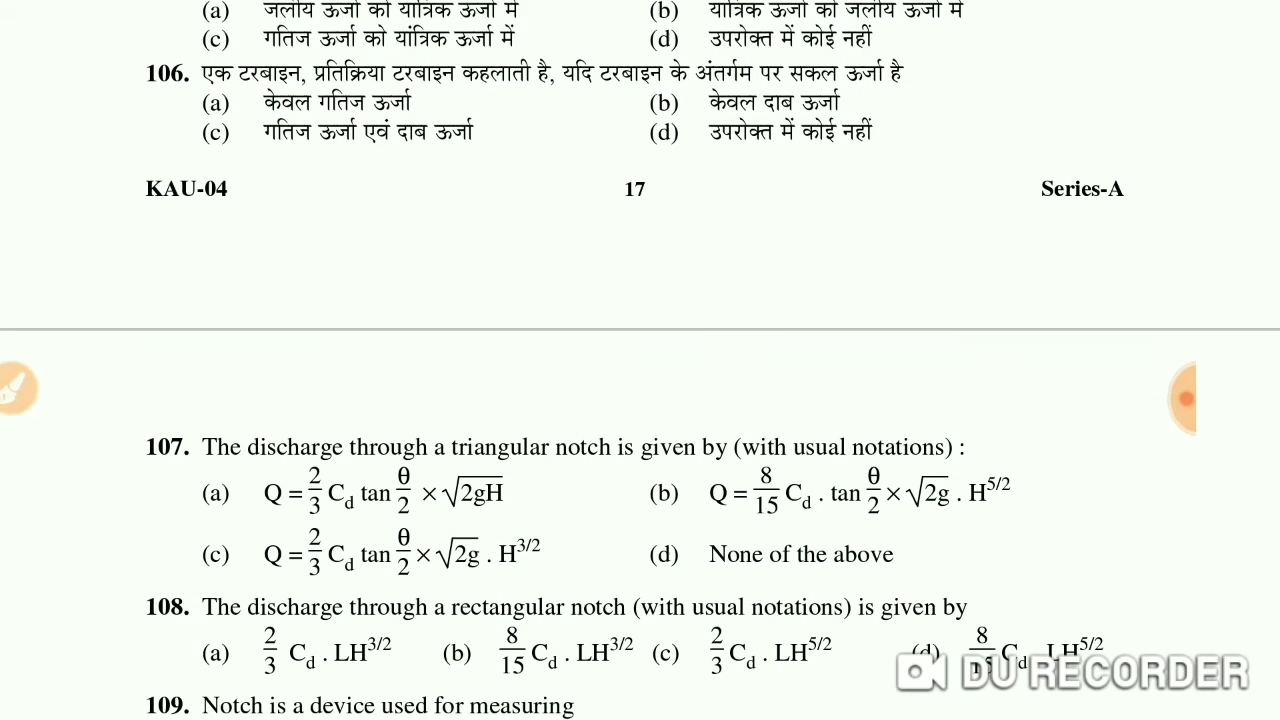 (a) जलीय ऊर्जा को यांत्रिक ऊर्जा में (b) यांत्रिक ऊर्जा को जलीय ऊर्जा में
(c) गतिज ऊर्जा को यांत्रिक ऊर्जा में (d) उपरोक्त में कोई नहीं
106. एक टरबाइन, प्रतिक्रिया टरबाइन कहलाती है, यदि टरबाइन के अंतर्गम पर सकल ऊर्जा है
(a) केवल गतिज ऊर्जा (b) केवल दाब ऊर्जा
(c) गतिज ऊर्जा एवं दाब ऊर्जा (d) उपरोक्त में कोई नहीं
KAU-04 17 Series-A
107. The discharge through a triangular notch is given by (with usual notations) :
(a) Q = 2/3 C_d tan θ/2 × √2gH (b) Q = 8/15 C_d . tan θ/2 × √2g . H^5/2
(c) Q = 2/3 C_d tan θ/2 × √2g . H^3/2 (d) None of the above
108. The discharge through a rectangular notch (with usual notations) is given by
(a) 2/3 C_d . LH^3/2 (b) 8/15 C_d . LH^3/2 (c) 2/3 C_d . LH^5/2 (d) 8/15 C_d . LH^5/2
DU RECORDER
109. Notch is a device used for measuring